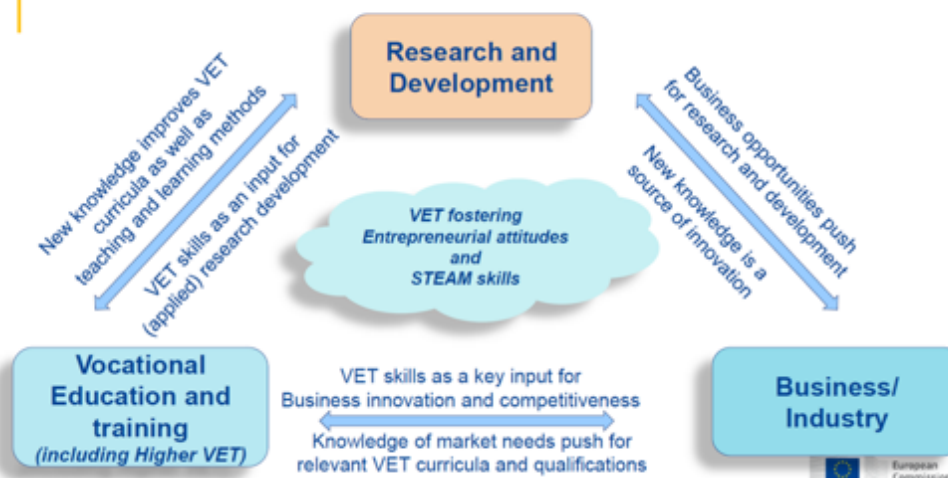 Research and
Development
New knowledge improves VET
curricula as well as
teaching and learning methods
VET skills as an input for
(applied) research development
Business opportunities push
for research and development
New knowledge is a
source of innovation
VET fostering
Entrepreneurial attitudes
and
STEAM skills
Vocational
Education and
training
(including Higher VET)
VET skills as a key input for
Business innovation and competitiveness
Knowledge of market needs push for
relevant VET curricula and qualifications
Business/
Industry
European